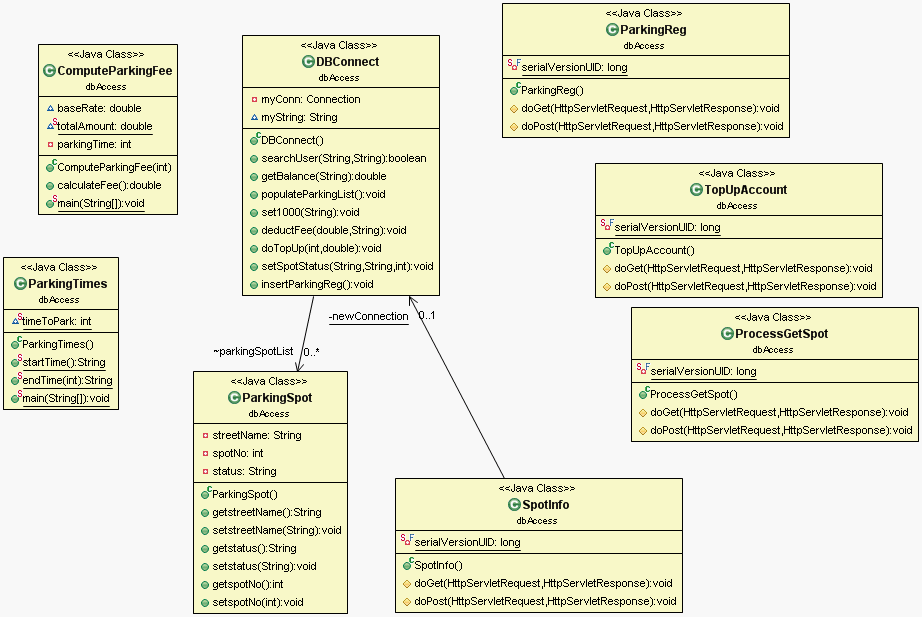 <<Java Class>>
ComputeParkingFee
dbAccess
baseRate: double
totalAmount: double
parkingTime: int
ComputeParkingFee(int)
calculateFee():double
main(String[]):void
<<Java Class>>
DBConnect
dbAccess
myConn: Connection
myString: String
DBConnect()
searchUser(String,String):boolean
getBalance(String):double
populateParkingList():void
set1000(String):void
deductFee(double,String):void
doTopUp(int,double):void
setSpotStatus(String,String,int):void
insertParkingReg():void
<<Java Class>>
ParkingReg
dbAccess
serialVersionUID: long
ParkingReg()
doGet(HttpServletRequest,HttpServletResponse):void
doPost(HttpServletRequest,HttpServletResponse):void
<<Java Class>>
TopUpAccount
dbAccess
serialVersionUID: long
TopUpAccount()
doGet(HttpServletRequest,HttpServletResponse):void
doPost(HttpServletRequest,HttpServletResponse):void
<<Java Class>>
ParkingTimes
dbAccess
timeToPark: int
ParkingTimes()
startTime():String
endTime(int):String
main(String[]):void
-newConnection 0..1
~parkingSpotList 0..*
<<Java Class>>
ProcessGetSpot
dbAccess
serialVersionUID: long
ProcessGetSpot()
doGet(HttpServletRequest,HttpServletResponse):void
doPost(HttpServletRequest,HttpServletResponse):void
<<Java Class>>
ParkingSpot
dbAccess
streetName: String
spotNo: int
status: String
ParkingSpot()
getstreetName():String
setstreetName(String):void
getstatus():String
setstatus(String):void
getspotNo():int
setspotNo(int):void
<<Java Class>>
SpotInfo
dbAccess
serialVersionUID: long
SpotInfo()
doGet(HttpServletRequest,HttpServletResponse):void
doPost(HttpServletRequest,HttpServletResponse):void